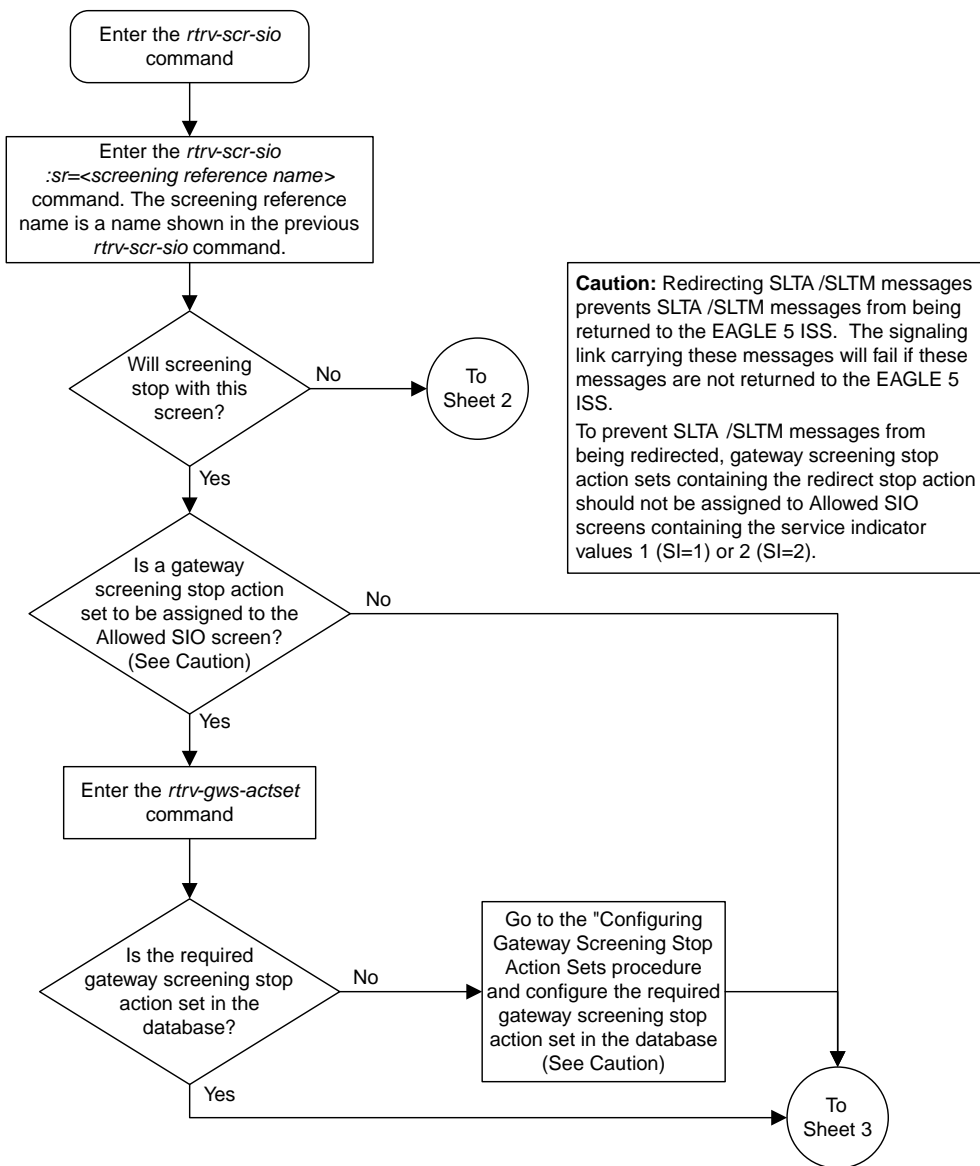 Enter the rtrv-scr-sio
command
Enter the rtrv-scr-sio
:sr=<screening reference name>
command. The screening reference
name is a name shown in the previous
rtrv-scr-sio command.
Caution: Redirecting SLTA /SLTM messages
prevents SLTA /SLTM messages from being
returned to the EAGLE 5 ISS. The signaling
link carrying these messages will fail if these
messages are not returned to the EAGLE 5
ISS.
To prevent SLTA /SLTM messages from
being redirected, gateway screening stop
action sets containing the redirect stop action
should not be assigned to Allowed SIO
screens containing the service indicator
values 1 (SI=1) or 2 (SI=2).
Will screening
stop with this
screen?
No
To
Sheet 2
Yes
Is a gateway
screening stop action
set to be assigned to the
Allowed SIO screen?
(See Caution)
No
Yes
Enter the rtrv-gws-actset
command
Is the required
gateway screening stop
action set in the
database?
No
Go to the "Configuring
Gateway Screening Stop
Action Sets procedure
and configure the required
gateway screening stop
action set in the database
(See Caution)
Yes
To
Sheet 3